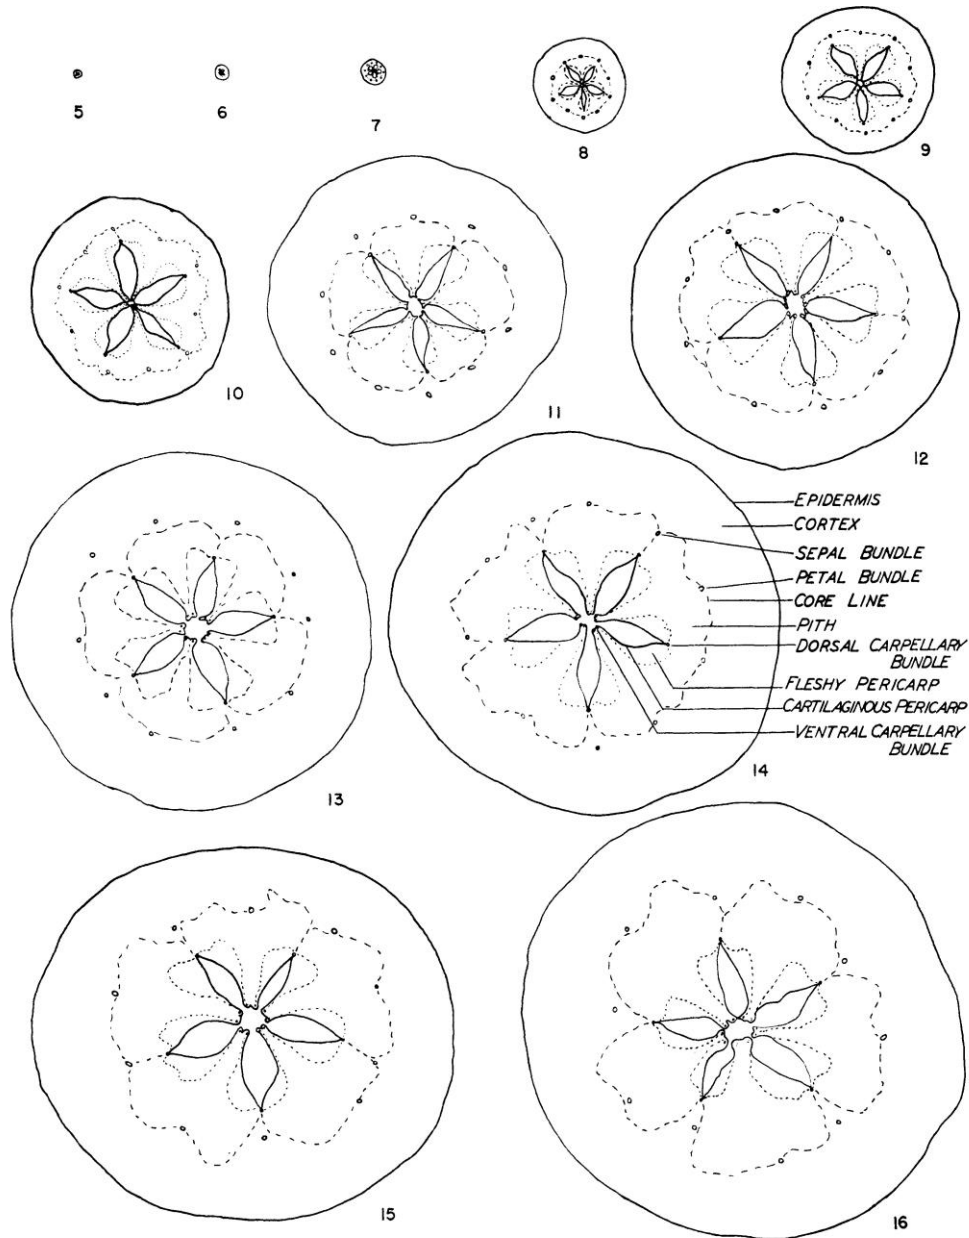 5
6
7
8
9
10
11
12
EPIDERMIS
CORTEX
SEPAL BUNDLE
PETAL BUNDLE
CORE LINE
PITH
DORSAL CARPELLARY
BUNDLE
FLESHY PERICARP
CARTILAGINOUS PERICARP
VENTRAL CARPELLARY
BUNDLE
13
14
15
16